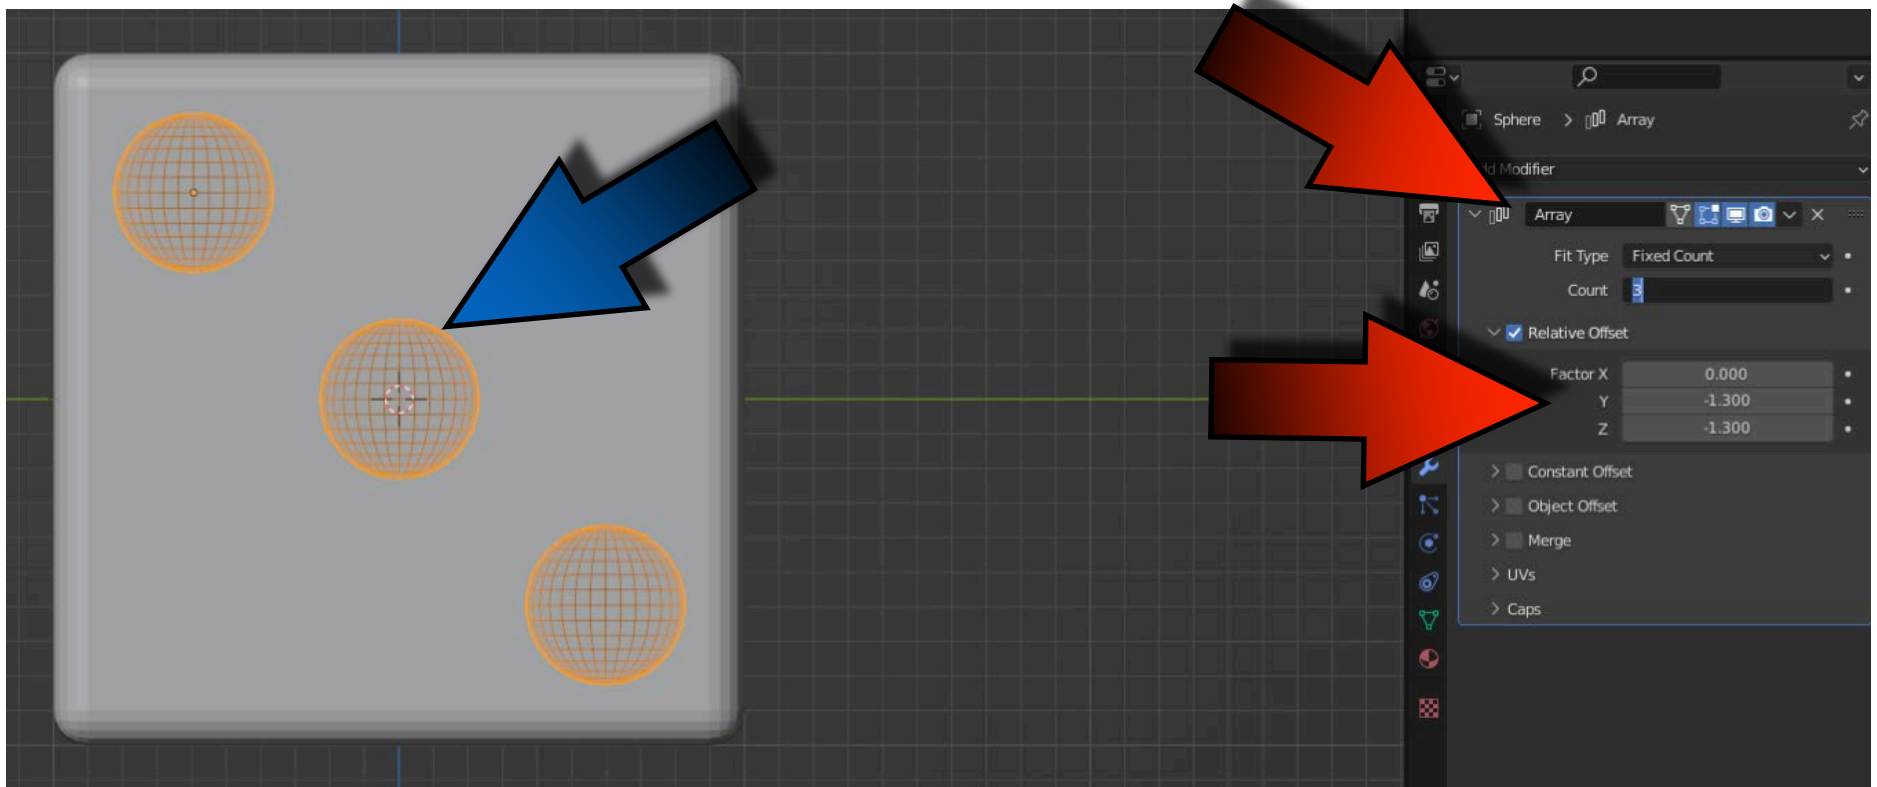 Sphere > Array
Modifier
Array
Fit Type Fixed Count
Count 3
Relative Offset
Factor X 0.000
Y -1.300
Z -1.300
Constant Offset
Object Offset
Merge
UVs
Caps